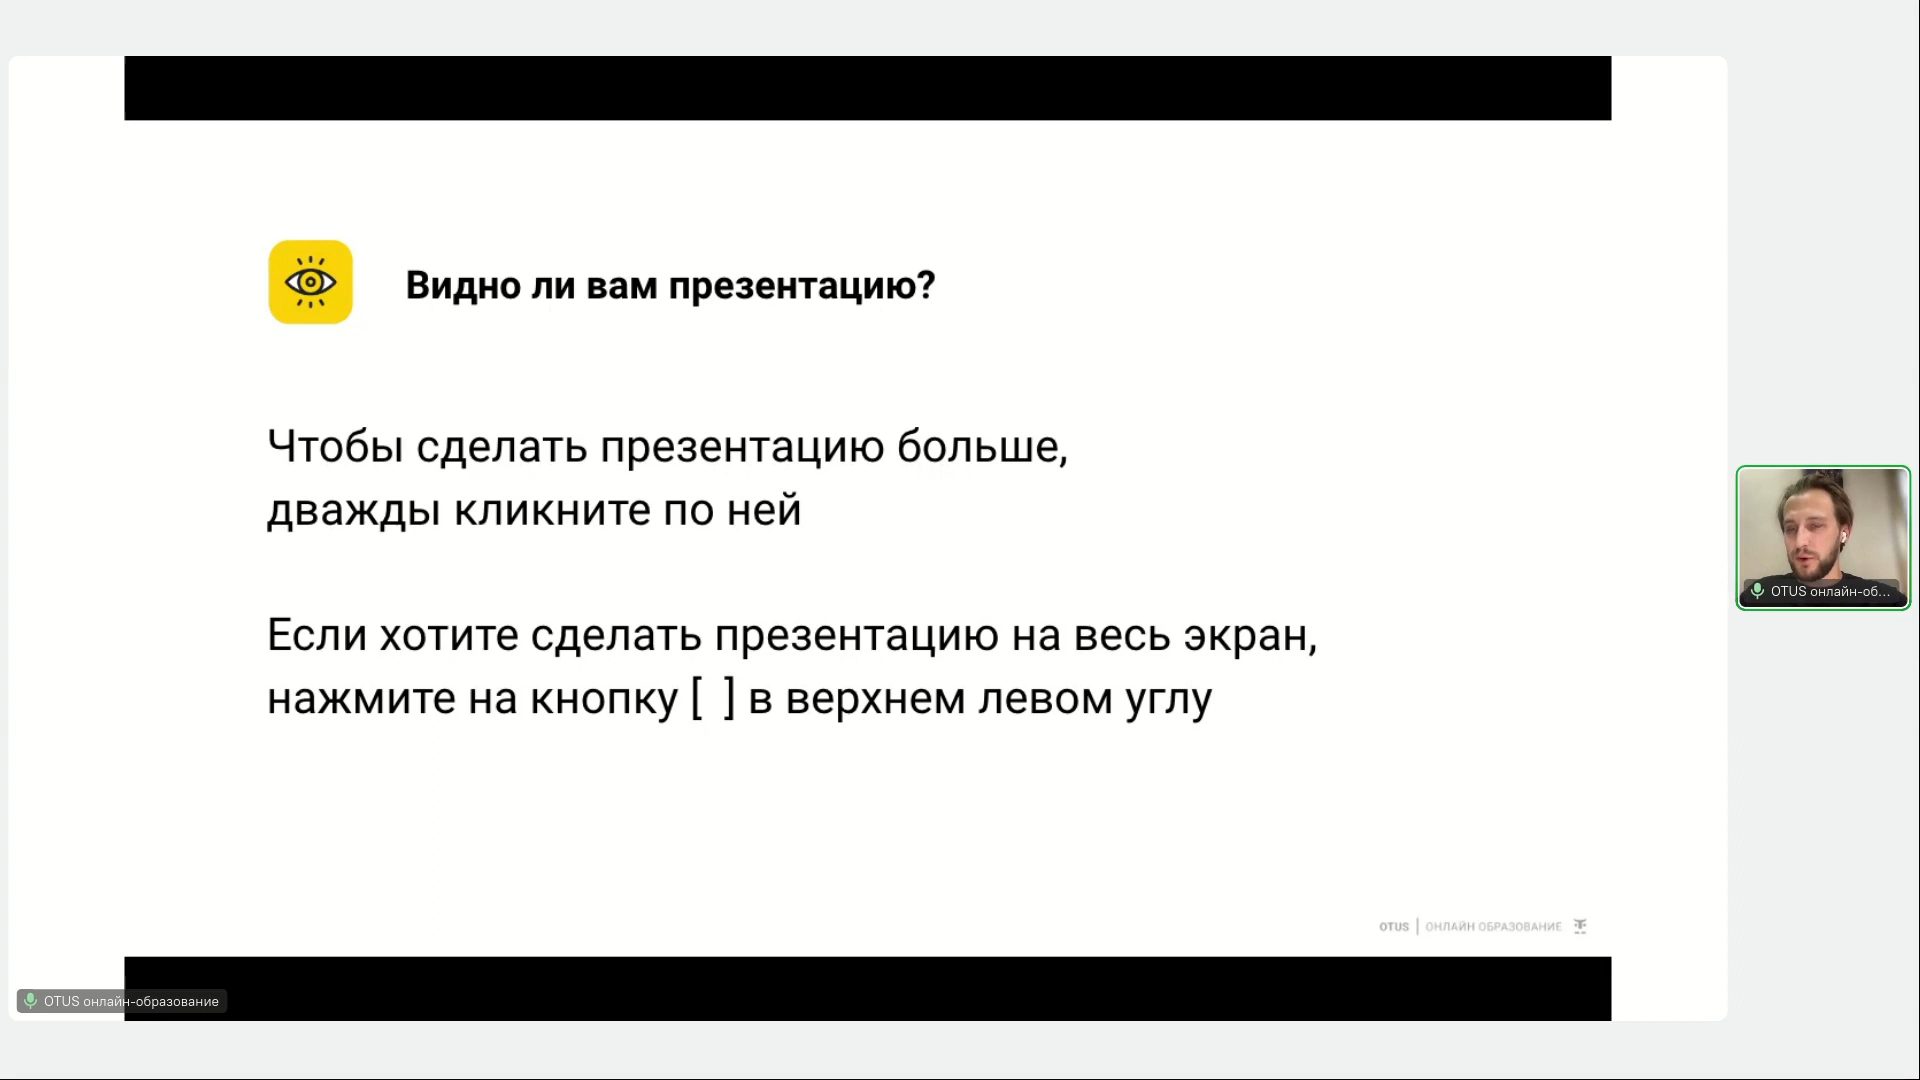 Видно ли вам презентацию?
Чтобы сделать презентацию больше,
дважды кликните по ней
Если хотите сделать презентацию на весь экран,
нажмите на кнопку [  ] в верхнем левом углу
OTUS онлайн-об...
OTUS | ОНЛАЙН ОБРАЗОВАНИЕ
OTUS онлайн-образование